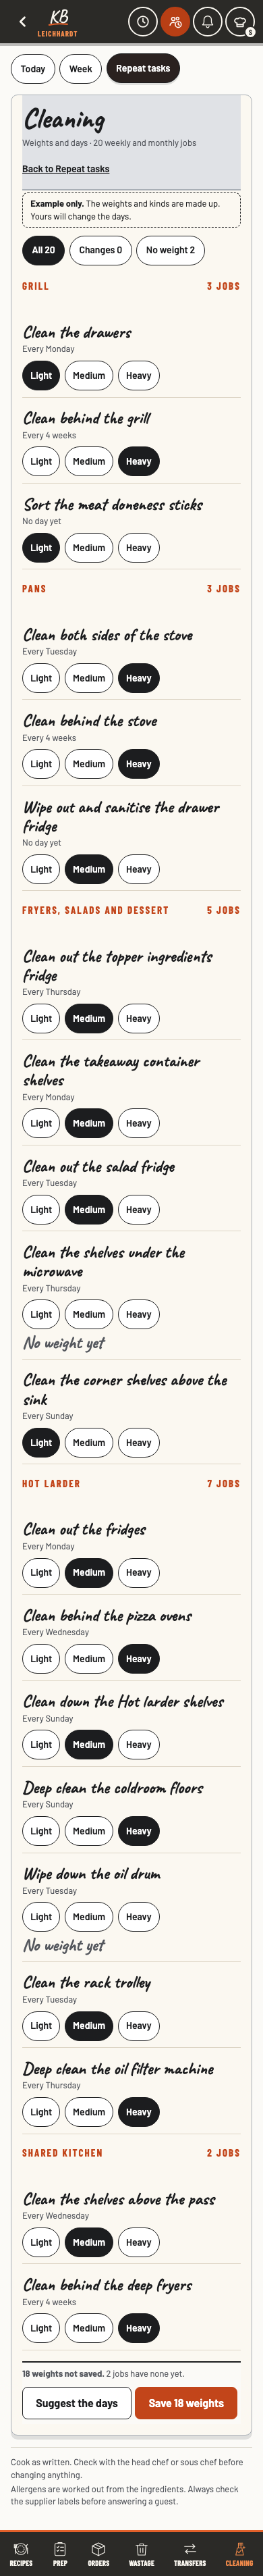 KB
LEICHHARDT
$
Today Week Repeat tasks
Cleaning
Weights and days · 20 weekly and monthly jobs
Back to Repeat tasks
Example only. The weights and kinds are made up.
Yours will change the days.
All 20 Changes 0 No weight 2
GRILL 3 JOBS
Clean the drawers
Every Monday
Light Medium Heavy
Clean behind the grill
Every 4 weeks
Light Medium Heavy
Sort the meat doneness sticks
No day yet
Light Medium Heavy
PANS 3 JOBS
Clean both sides of the stove
Every Tuesday
Light Medium Heavy
Clean behind the stove
Every 4 weeks
Light Medium Heavy
Wipe out and sanitise the drawer
fridge
No day yet
Light Medium Heavy
FRYERS, SALADS AND DESSERT 5 JOBS
Clean out the topper ingredients
fridge
Every Thursday
Light Medium Heavy
Clean the takeaway container
shelves
Every Monday
Light Medium Heavy
Clean out the salad fridge
Every Tuesday
Light Medium Heavy
Clean the shelves under the
microwave
Every Thursday
Light Medium Heavy
No weight yet
Clean the corner shelves above the
sink
Every Sunday
Light Medium Heavy
HOT LARDER 7 JOBS
Clean out the fridges
Every Monday
Light Medium Heavy
Clean behind the pizza ovens
Every Wednesday
Light Medium Heavy
Clean down the Hot larder shelves
Every Sunday
Light Medium Heavy
Deep clean the coldroom floors
Every Sunday
Light Medium Heavy
Wipe down the oil drum
Every Tuesday
Light Medium Heavy
No weight yet
Clean the rack trolley
Every Tuesday
Light Medium Heavy
Deep clean the oil filter machine
Every Thursday
Light Medium Heavy
SHARED KITCHEN 2 JOBS
Clean the shelves above the pass
Every Wednesday
Light Medium Heavy
Clean behind the deep fryers
Every 4 weeks
Light Medium Heavy
18 weights not saved. 2 jobs have none yet.
Suggest the days Save 18 weights
Cook as written. Check with the head chef or sous chef before
changing anything.
Allergens are worked out from the ingredients. Always check
the supplier labels before answering a guest.
RECIPES PREP ORDERS WASTAGE TRANSFERS CLEANING